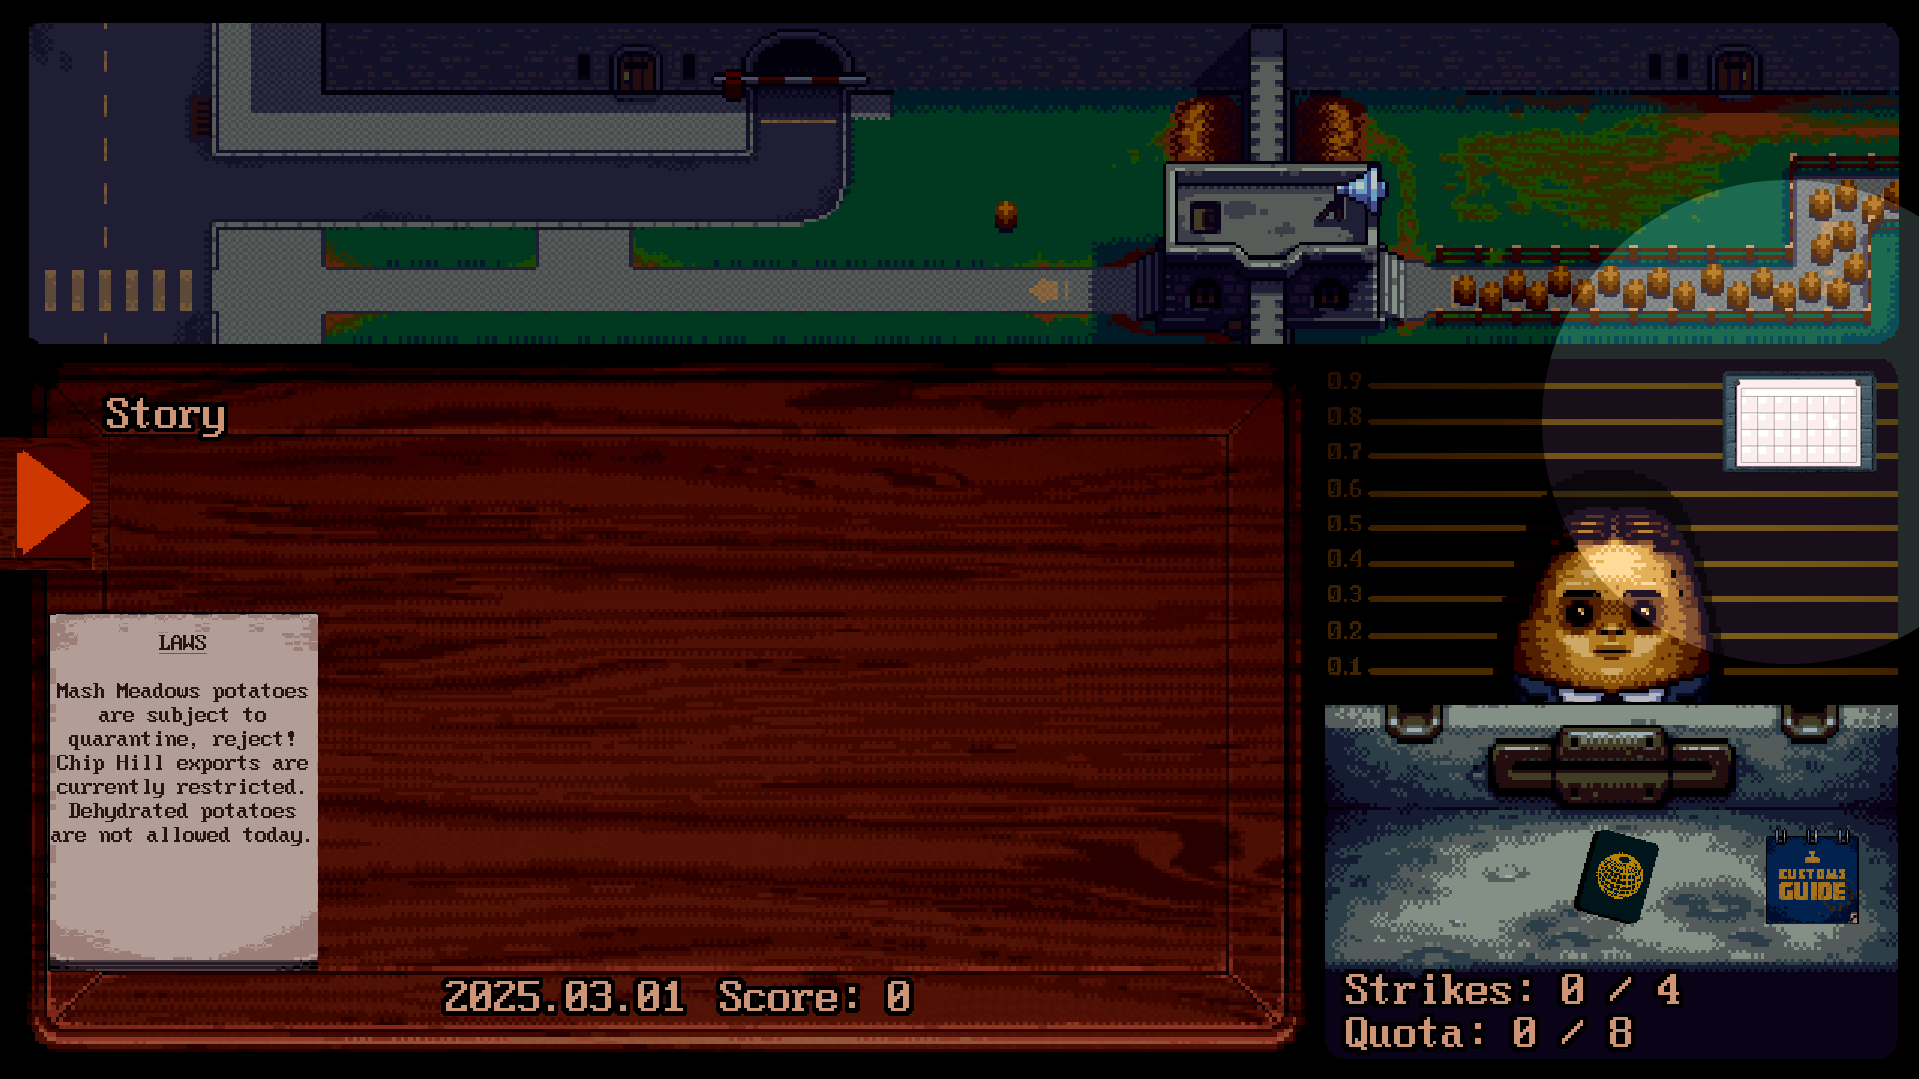 Story
LAWS
Mash Meadows potatoes
are subject to
quarantine, reject!
Chip Hill exports are
currently restricted.
Dehydrated potatoes
are not allowed today.
2025.03.01 Score: 0
0.9
0.8
0.7
0.6
0.5
0.4
0.3
0.2
0.1
CUSTOMS
GUIDE
Strikes: 0 / 4
Quota: 0 / 8